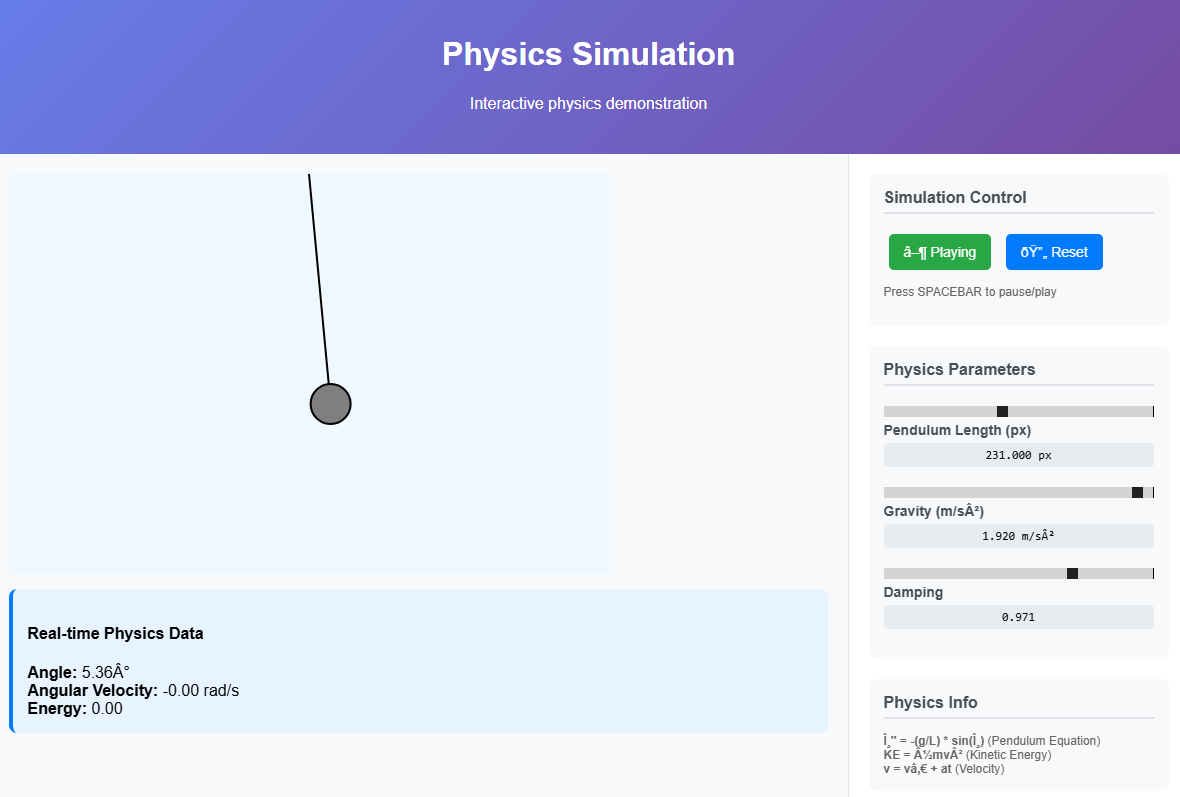 Physics Simulation
Interactive physics demonstration
Simulation Control
â–¶ Playing
ðŸ”„ Reset
Press SPACEBAR to pause/play
Physics Parameters
Pendulum Length (px)
231.000 px
Gravity (m/sÂ²)
1.920 m/sÂ²
Damping
0.971
Real-time Physics Data
Angle: 5.36Â°
Angular Velocity: -0.00 rad/s
Energy: 0.00
Physics Info
Î¸'' = -(g/L) * sin(Î¸) (Pendulum Equation)
KE = Â½mvÂ² (Kinetic Energy)
v = vâ‚€ + at (Velocity)